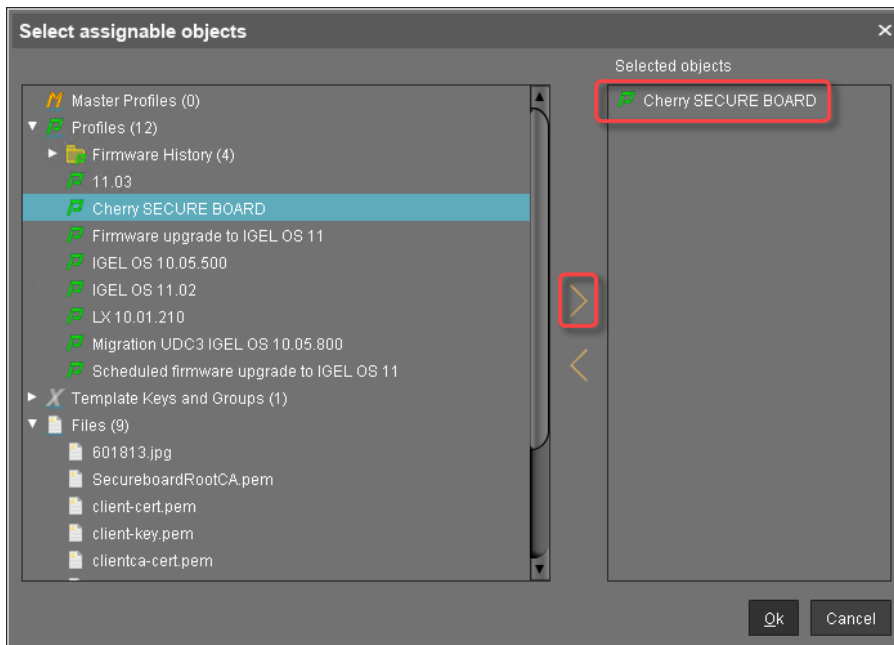 Select assignable objects
Selected objects
Master Profiles (0)
Profiles (12)
Firmware History (4)
11.03
Cherry SECURE BOARD
Firmware upgrade to IGEL OS 11
IGEL OS 10.05.500
IGEL OS 11.02
LX 10.01.210
Migration UDC3 IGEL OS 10.05.800
Scheduled firmware upgrade to IGEL OS 11
Template Keys and Groups (1)
Files (9)
601813.jpg
SecureboardRootCA.pem
client-cert.pem
client-key.pem
clientca-cert.pem
Cherry SECURE BOARD
Ok
Cancel